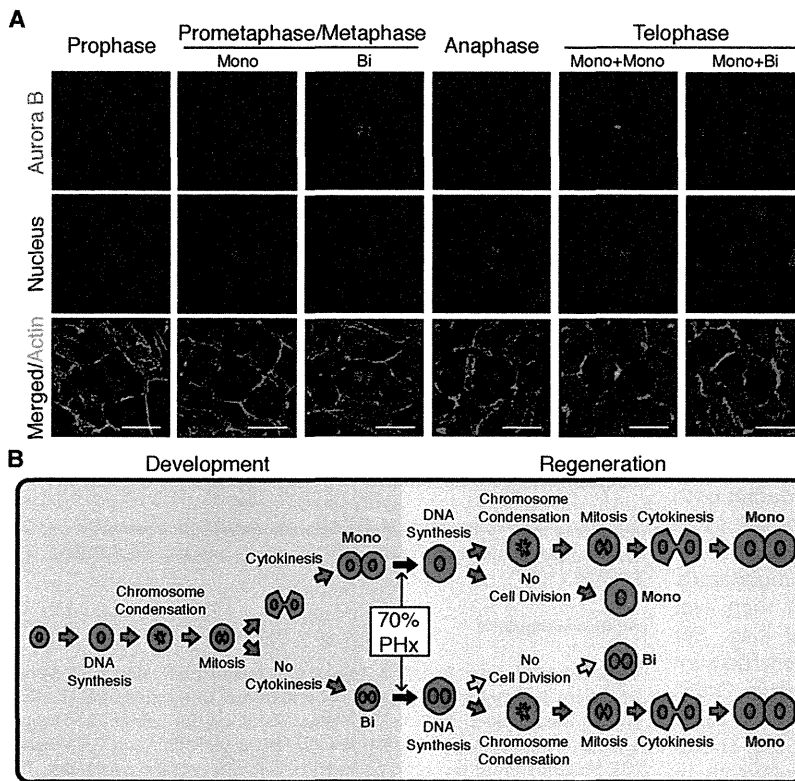 A
Prophase
Prometaphase/Metaphase
Mono
Bi
Anaphase
Telophase
Mono+Mono
Mono+Bi
Aurora B
Nucleus
Merged/Actin
B
Development
Regeneration
Chromosome
Condensation
DNA
Synthesis
Mitosis
Cytokinesis
Mono
No
Cytokinesis
Bi
70%
PHx
DNA
Synthesis
Chromosome
Condensation
Mitosis
Cytokinesis
Mono
No
Cell Division
Mono
No
Cell Division
Bi
DNA
Synthesis
Chromosome
Condensation
Mitosis
Cytokinesis
Mono